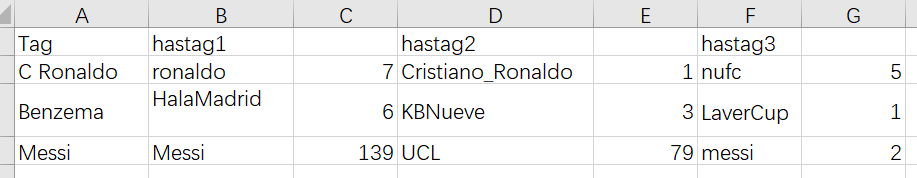 A B C D E F G
Tag hastag1 hastag2 hastag3
C Ronaldo ronaldo 7 Cristiano_Ronaldo 1 nufc 5
Benzema HalaMadrid 6 KBNueve 3 LaverCup 1
Messi Messi 139 UCL 79 messi 2